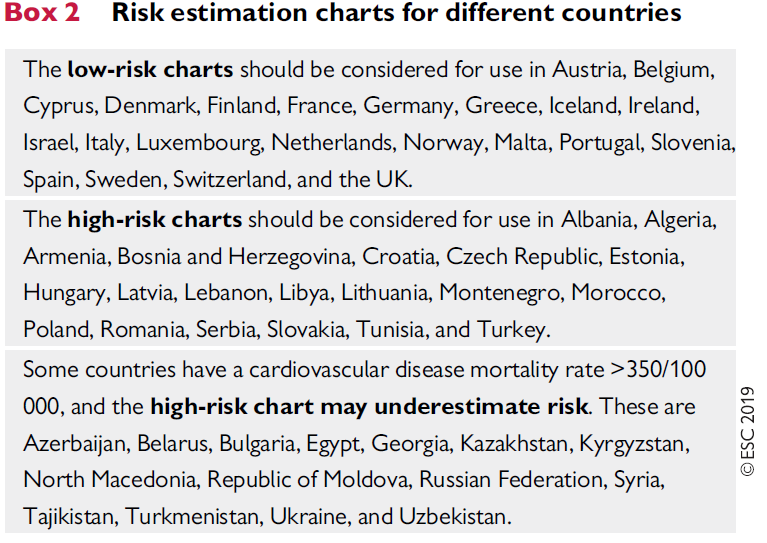 Box 2 Risk estimation charts for different countries
The low-risk charts should be considered for use in Austria, Belgium,
Cyprus, Denmark, Finland, France, Germany, Greece, Iceland, Ireland,
Israel, Italy, Luxembourg, Netherlands, Norway, Malta, Portugal, Slovenia,
Spain, Sweden, Switzerland, and the UK.
The high-risk charts should be considered for use in Albania, Algeria,
Armenia, Bosnia and Herzegovina, Croatia, Czech Republic, Estonia,
Hungary, Latvia, Lebanon, Libya, Lithuania, Montenegro, Morocco,
Poland, Romania, Serbia, Slovakia, Tunisia, and Turkey.
Some countries have a cardiovascular disease mortality rate >350/100
000, and the high-risk chart may underestimate risk. These are
Azerbaijan, Belarus, Bulgaria, Egypt, Georgia, Kazakhstan, Kyrgyzstan,
North Macedonia, Republic of Moldova, Russian Federation, Syria,
Tajikistan, Turkmenistan, Ukraine, and Uzbekistan.
© ESC 2019